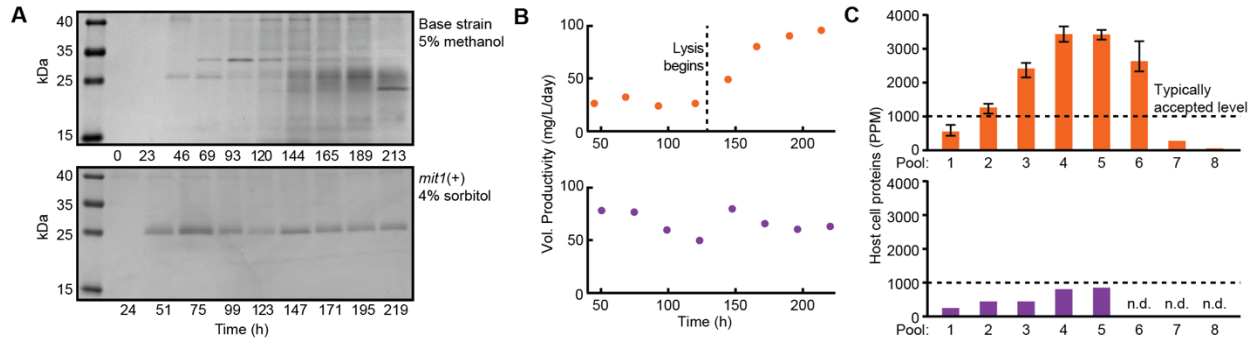 A
kDa
40
35
25
15
0 23 46 69 93 120 144 165 189 213
Base strain
5% methanol
kDa
40
35
25
15
24 51 75 99 123 147 171 195 219
Time (h)
mit1(+)
4% sorbitol
B
Vol. Productivity (mg/L/day)
100
50
0
Lysis
begins
50 100 150 200
100
50
0
50 100 150 200
Time (h)
C
Host cell proteins (PPM)
4000
3000
2000
1000
0
Typically
accepted level
Pool: 1 2 3 4 5 6 7 8
4000
3000
2000
1000
0
n.d. n.d. n.d.
Pool: 1 2 3 4 5 6 7 8